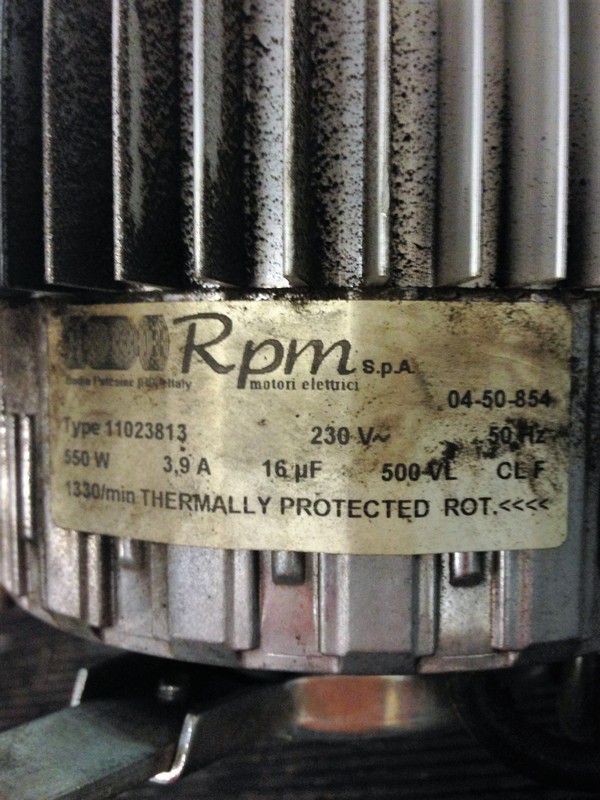 Rpm S.p.A.
motori elettrici
Italy
04-50-854
Type 11023813 230 V~ 50 Hz
550 W 3,9 A 16 µF 500 VL CL F
1330/min THERMALLY PROTECTED ROT.<<<<